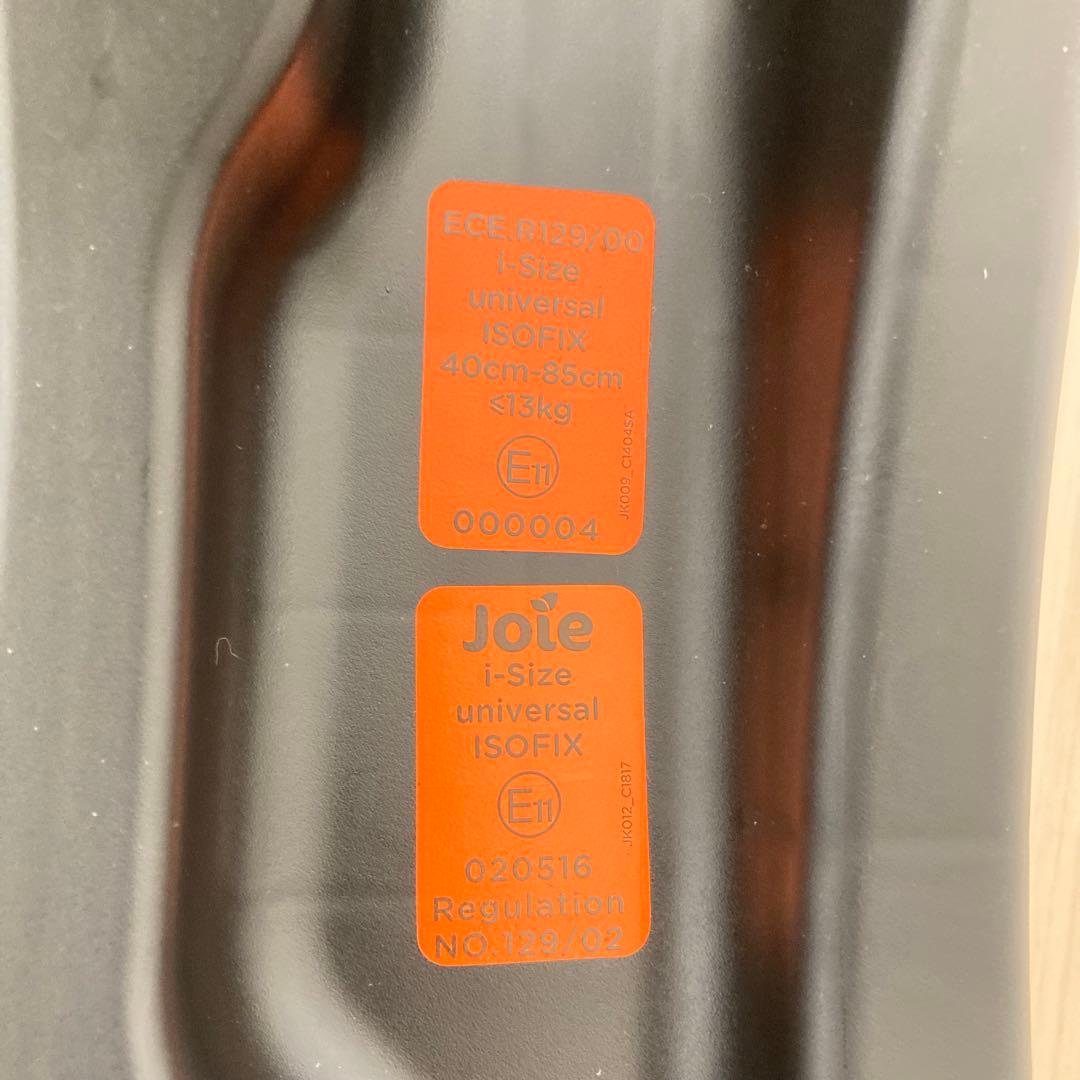 ECE.R129/00
i-Size
universal
ISOFIX
40cm-85cm
≤13kg
E11
000004
JK009_C1404SA
Joie
i-Size
universal
ISOFIX
E11
020516
Regulation
NO.129/02
JK012_C1817